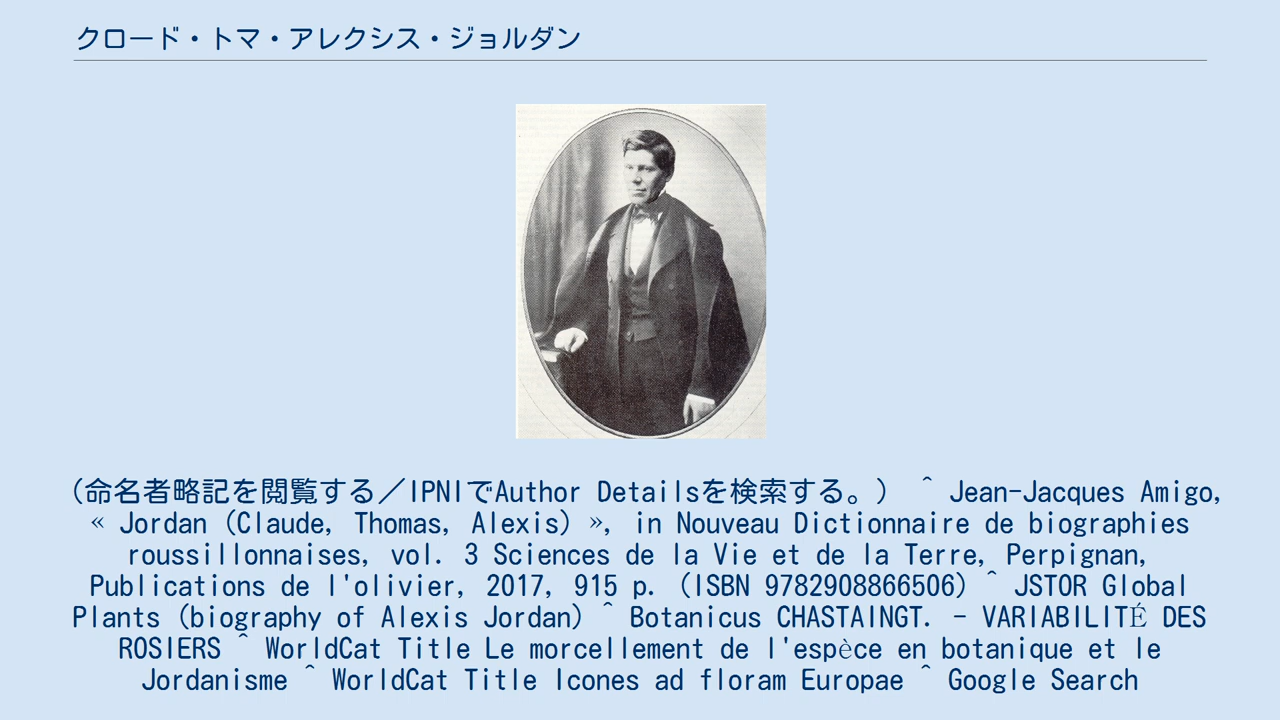 クロード・トマ・アレクシス・ジョルダン
(命名者略記を閲覧する／IPNIでAuthor Detailsを検索する。) ^ Jean-Jacques Amigo,
« Jordan (Claude, Thomas, Alexis) », in Nouveau Dictionnaire de biographies
roussillonnaises, vol. 3 Sciences de la Vie et de la Terre, Perpignan,
Publications de l'olivier, 2017, 915 p. (ISBN 9782908866506) ^ JSTOR Global
Plants (biography of Alexis Jordan) ^ Botanicus CHASTAINGT. - VARIABILITÉ DES
ROSIERS ^ WorldCat Title Le morcellement de l'espèce en botanique et le
Jordanisme ^ WorldCat Title Icones ad floram Europae ^ Google Search